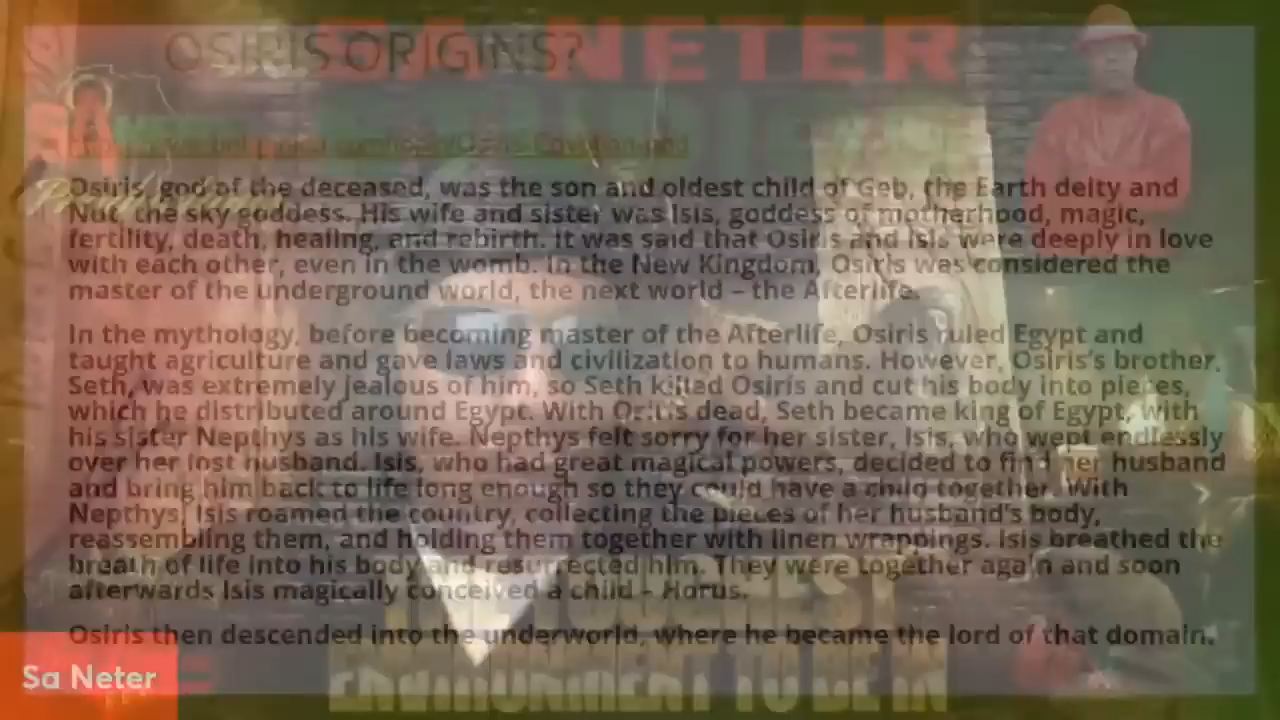 OSIRIS ORIGINS?
SA NETER
STUDIOS
Osiris, god of the deceased, was the son and oldest child of Geb, the Earth deity and
Nut, the sky goddess. His wife and sister was Isis, goddess of motherhood, magic,
fertility, death, healing, and rebirth. It was said that Osiris and Isis were deeply in love
with each other, even in the womb. In the New Kingdom, Osiris was considered the
master of the underground world, the next world – the Afterlife.
In the mythology, before becoming master of the Afterlife, Osiris ruled Egypt and
taught agriculture and gave laws and civilization to humans. However, Osiris's brother,
Seth, was extremely jealous of him, so Seth killed Osiris and cut his body into pieces,
which he distributed around Egypt. With Osiris dead, Seth became king of Egypt, with
his sister Nepthys as his wife. Nepthys felt sorry for her sister, Isis, who wept endlessly
over her lost husband. Isis, who had great magical powers, decided to find her husband
and bring him back to life long enough so they could have a child together. With
Nepthys, Isis roamed the country, collecting the pieces of her husband's body,
reassembling them, and holding them together with linen wrappings. Isis breathed the
breath of life into his body and resurrected him. They were together again and soon
afterwards Isis magically conceived a child – Horus.
Osiris then descended into the underworld, where he became the lord of that domain.
TOUGHEST
ENVIRONMENT TO BE IN
Sa Neter